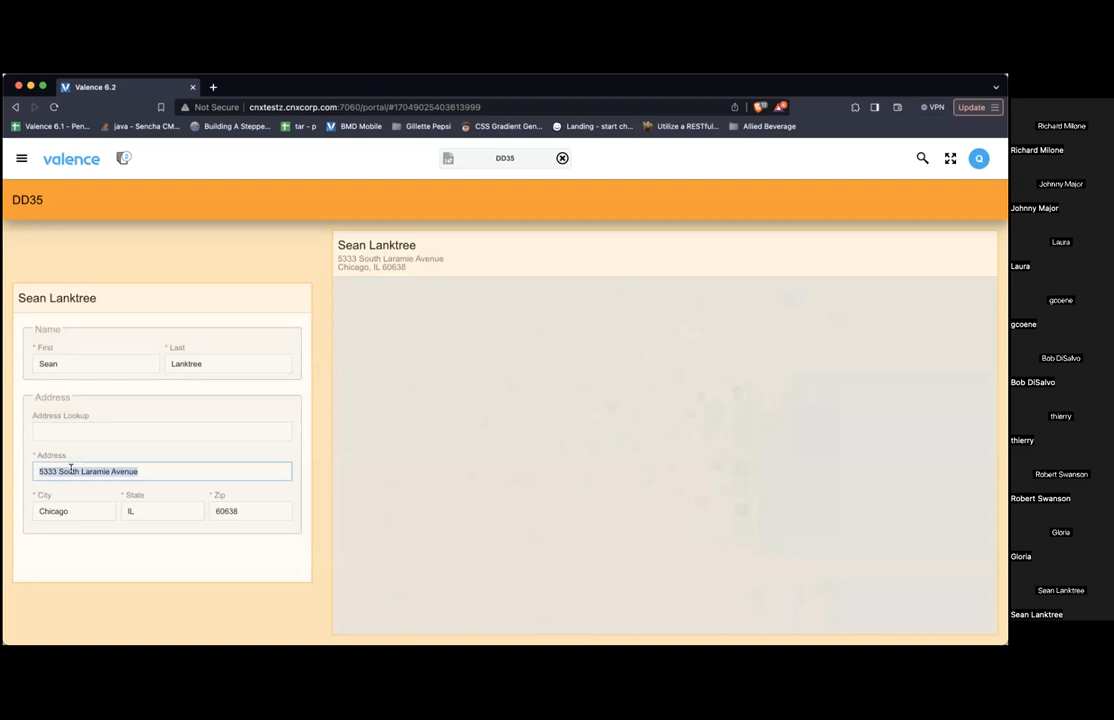 Valence 6.2
Not Secure
cnxtestz.cnxcorp.com:7060/portal/#17049025403613999
VPN
Update
Valence 6.1 - Pen...
java - Sencha CM...
Building A Steppe...
tar - p
BMD Mobile
Gillette Pepsi
CSS Gradient Gen...
Landing - start ch...
Utilize a RESTful...
Allied Beverage
valence
DD35
Q
DD35
Sean Lanktree
5333 South Laramie Avenue
Chicago, IL 60638
Sean Lanktree
Name
* First
* Last
Sean
Lanktree
Address
Address Lookup
* Address
5333 South Laramie Avenue
* City
* State
* Zip
Chicago
IL
60638
Richard Milone
Richard Milone
Johnny Major
Johnny Major
Laura
Laura
gcoene
gcoene
Bob DiSalvo
Bob DiSalvo
thierry
thierry
Robert Swanson
Robert Swanson
Gloria
Gloria
Sean Lanktree
Sean Lanktree